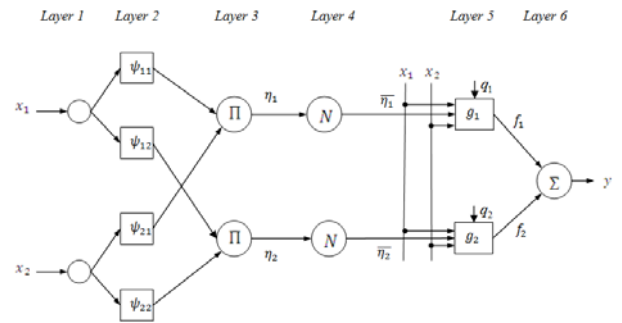 Layer 1 Layer 2 Layer 3 Layer 4 Layer 5 Layer 6
x₁ x₂
ψ₁₁
q₁
η₁
η̅₁
x₁
Π
N
g₁
f₁
ψ₁₂
Σ
y
ψ₂₁
q₂
Π
N
g₂
f₂
x₂
η₂
η̅₂
ψ₂₂